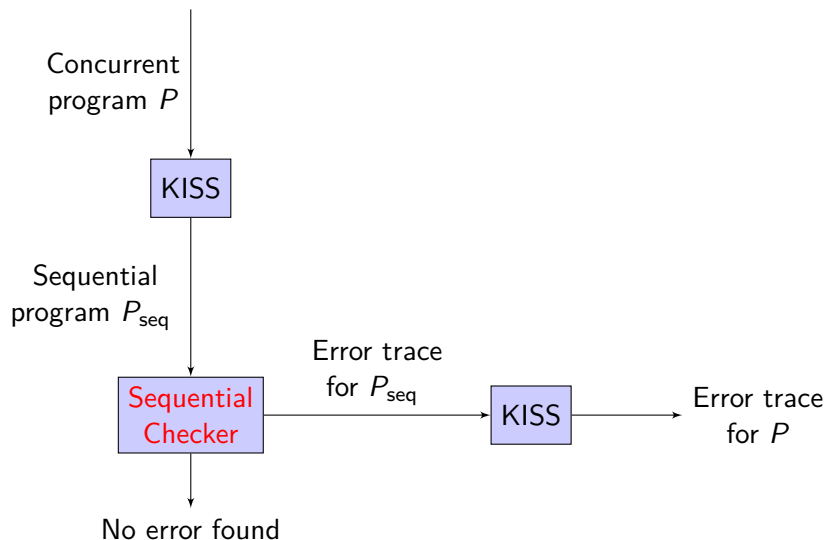 Concurrent
program P
KISS
Sequential
program P_seq
Sequential
Checker
Error trace
for P_seq
KISS
Error trace
for P
No error found